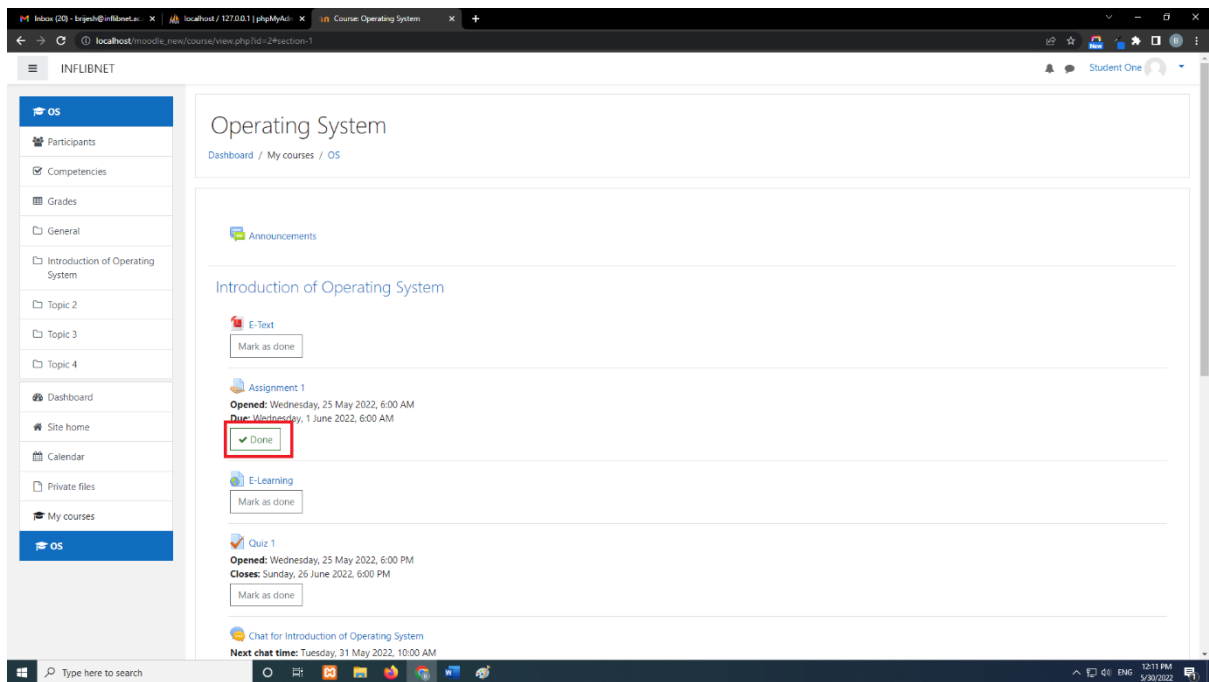 Inbox (20) - brijesh@inflibnet.ac.
localhost / 127.0.0.1 | phpMyAdm
Course: Operating System
localhost/moodle_new/course/view.php?id=2#section-1
New
B
INFLIBNET
Student One
OS
Participants
Competencies
Grades
General
Introduction of Operating
System
Topic 2
Topic 3
Topic 4
Dashboard
Site home
Calendar
Private files
My courses
OS
Operating System
Dashboard / My courses / OS
Announcements
Introduction of Operating System
E-Text
Mark as done
Assignment 1
Opened: Wednesday, 25 May 2022, 6:00 AM
Due: Wednesday, 1 June 2022, 6:00 AM
Done
E-Learning
Mark as done
Quiz 1
Opened: Wednesday, 25 May 2022, 6:00 PM
Closes: Sunday, 26 June 2022, 6:00 PM
Mark as done
Chat for Introduction of Operating System
Next chat time: Tuesday, 31 May 2022, 10:00 AM
Type here to search
ENG
12:11 PM
5/30/2022